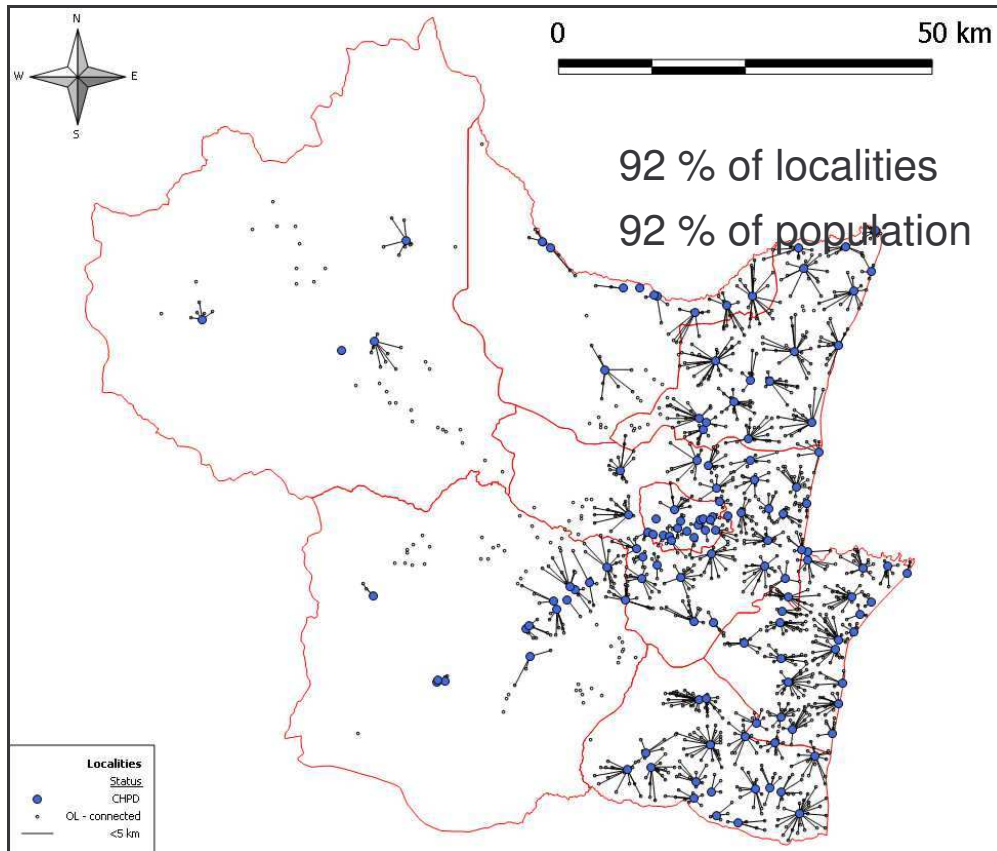 N
0 50 km
W E
S
92 % of localities
92 % of population
Localities
Status
CHPD
OL - connected
<5 km